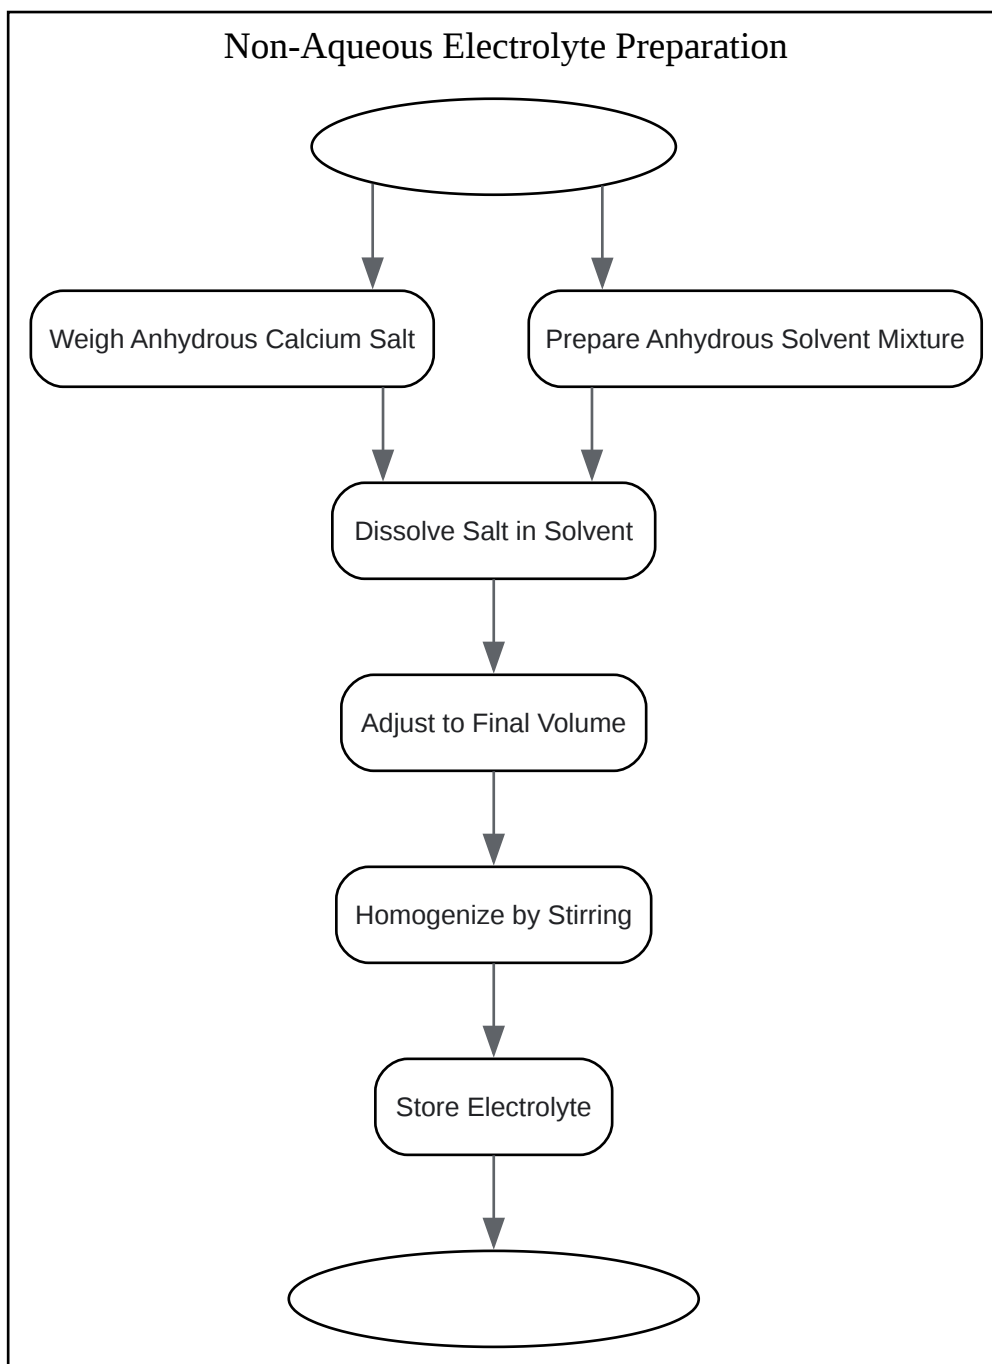 Non-Aqueous Electrolyte Preparation
Weigh Anhydrous Calcium Salt
Prepare Anhydrous Solvent Mixture
Dissolve Salt in Solvent
Adjust to Final Volume
Homogenize by Stirring
Store Electrolyte